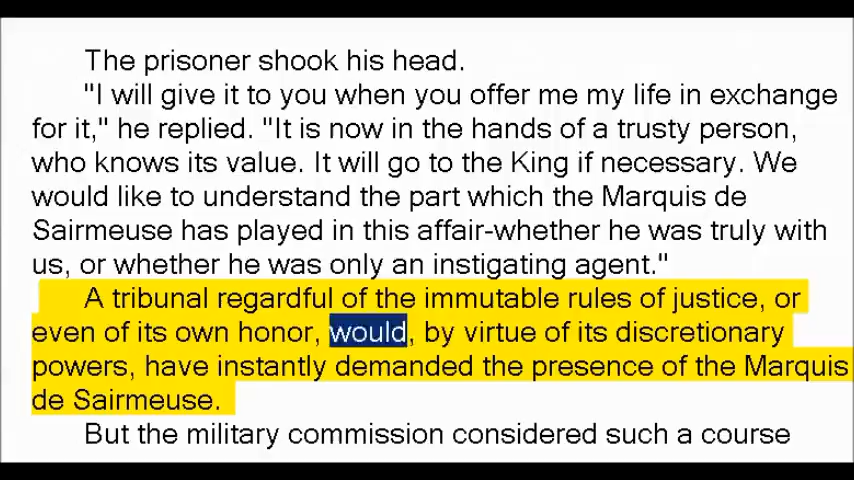 The prisoner shook his head.
"I will give it to you when you offer me my life in exchange
for it," he replied. "It is now in the hands of a trusty person,
who knows its value. It will go to the King if necessary. We
would like to understand the part which the Marquis de
Sairmeuse has played in this affair-whether he was truly with
us, or whether he was only an instigating agent."
A tribunal regardful of the immutable rules of justice, or
even of its own honor, would, by virtue of its discretionary
powers, have instantly demanded the presence of the Marquis
de Sairmeuse.
But the military commission considered such a course